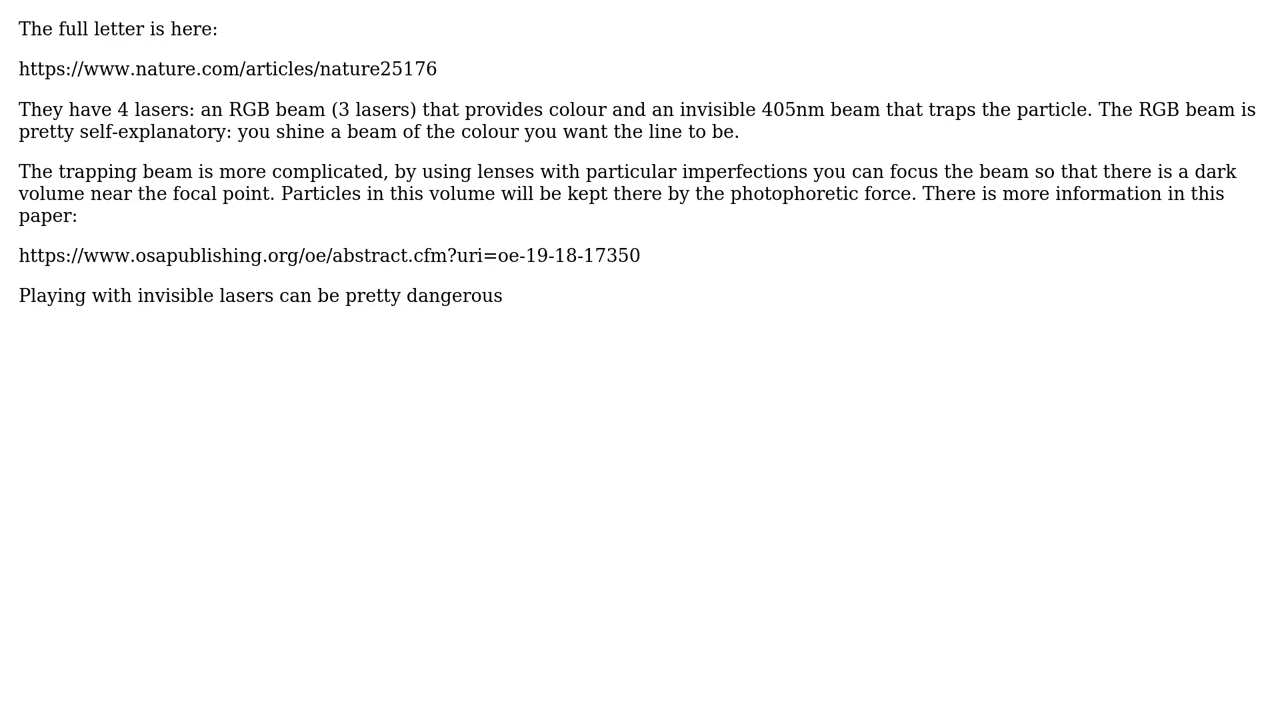 The full letter is here:
https://www.nature.com/articles/nature25176
They have 4 lasers: an RGB beam (3 lasers) that provides colour and an invisible 405nm beam that traps the particle. The RGB beam is
pretty self-explanatory: you shine a beam of the colour you want the line to be.
The trapping beam is more complicated, by using lenses with particular imperfections you can focus the beam so that there is a dark
volume near the focal point. Particles in this volume will be kept there by the photophoretic force. There is more information in this
paper:
https://www.osapublishing.org/oe/abstract.cfm?uri=oe-19-18-17350
Playing with invisible lasers can be pretty dangerous